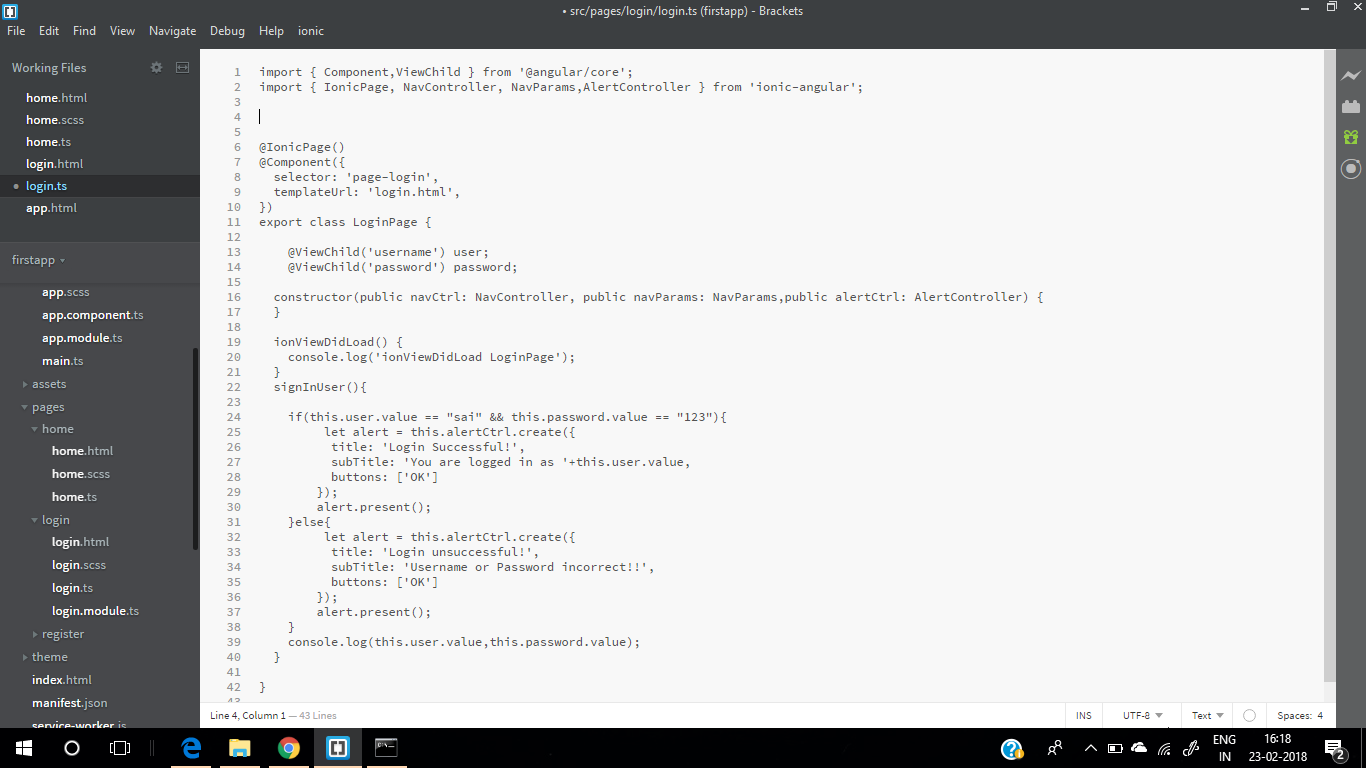 • src/pages/login/login.ts (firstapp) - Brackets
File Edit Find View Navigate Debug Help ionic
Working Files
home.html
home.scss
home.ts
login.html
• login.ts
app.html
firstapp
app.scss
app.component.ts
app.module.ts
main.ts
assets
pages
home
home.html
home.scss
home.ts
login
login.html
login.scss
login.ts
login.module.ts
register
theme
index.html
manifest.json
service-worker.js
1 import { Component,ViewChild } from '@angular/core';
2 import { IonicPage, NavController, NavParams,AlertController } from 'ionic-angular';
3
4
5
6 @IonicPage()
7 @Component({
8   selector: 'page-login',
9   templateUrl: 'login.html',
10 })
11 export class LoginPage {
12
13     @ViewChild('username') user;
14     @ViewChild('password') password;
15
16   constructor(public navCtrl: NavController, public navParams: NavParams,public alertCtrl: AlertController) {
17   }
18
19   ionViewDidLoad() {
20     console.log('ionViewDidLoad LoginPage');
21   }
22   signInUser(){
23
24     if(this.user.value == "sai" && this.password.value == "123"){
25          let alert = this.alertCtrl.create({
26           title: 'Login Successful!',
27           subTitle: 'You are logged in as '+this.user.value,
28           buttons: ['OK']
29         });
30         alert.present();
31     }else{
32          let alert = this.alertCtrl.create({
33           title: 'Login unsuccessful!',
34           subTitle: 'Username or Password incorrect!!',
35           buttons: ['OK']
36         });
37         alert.present();
38     }
39     console.log(this.user.value,this.password.value);
40   }
41
42 }
43
Line 4, Column 1 — 43 Lines
INS UTF-8 Text Spaces: 4
ENG
IN
16:18
23-02-2018
2